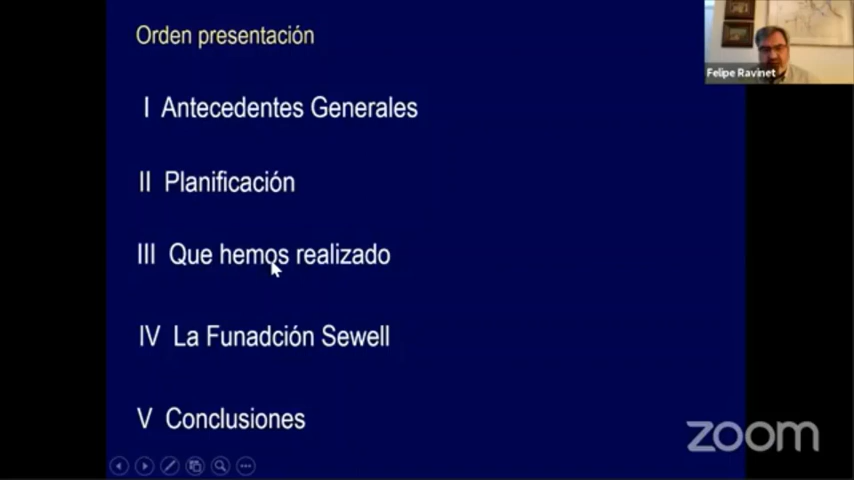 Orden presentación
Felipe Ravinet
I Antecedentes Generales
II Planificación
III Que hemos realizado
IV La Funadción Sewell
V Conclusiones
zoom